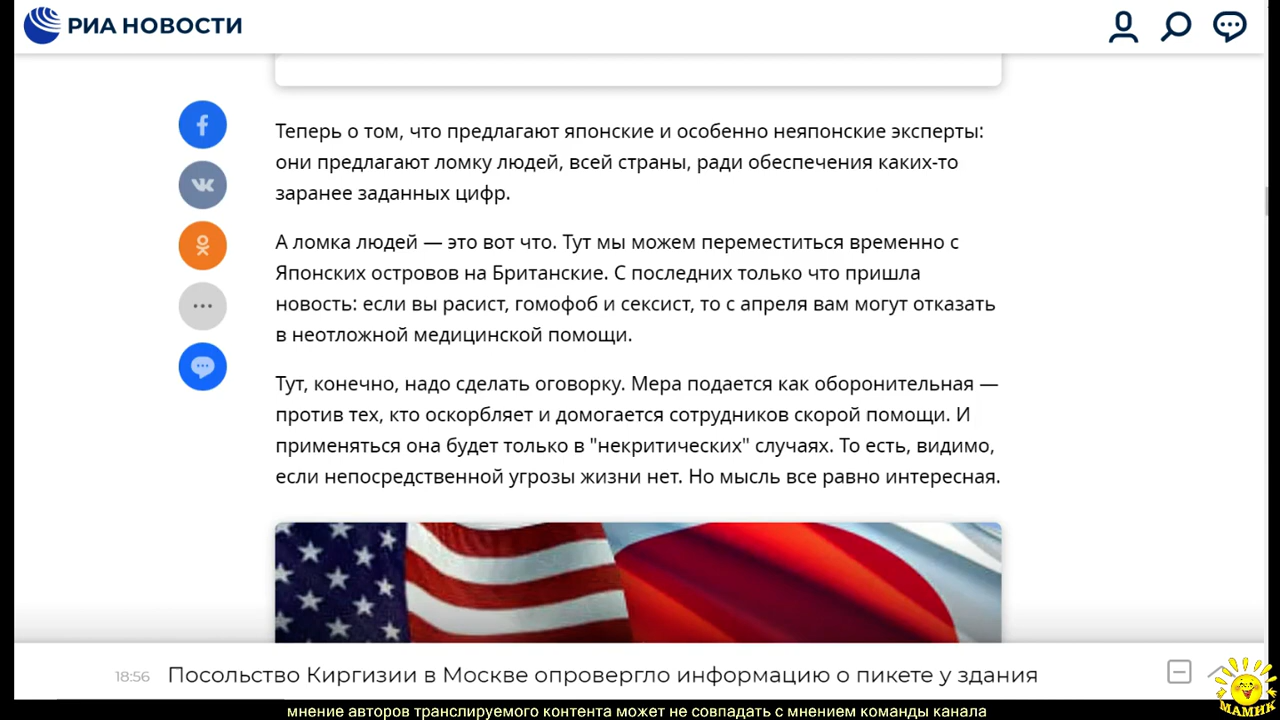 РИА НОВОСТИ
Теперь о том, что предлагают японские и особенно неяпонские эксперты:
они предлагают ломку людей, всей страны, ради обеспечения каких-то
заранее заданных цифр.
А ломка людей — это вот что. Тут мы можем переместиться временно с
Японских островов на Британские. С последних только что пришла
новость: если вы расист, гомофоб и сексист, то с апреля вам могут отказать
в неотложной медицинской помощи.
Тут, конечно, надо сделать оговорку. Мера подается как оборонительная —
против тех, кто оскорбляет и домогается сотрудников скорой помощи. И
применяться она будет только в "некритических" случаях. То есть, видимо,
если непосредственной угрозы жизни нет. Но мысль все равно интересная.
18:56 Посольство Киргизии в Москве опровергло информацию о пикете у здания
МАМИК
мнение авторов транслируемого контента может не совпадать с мнением команды канала